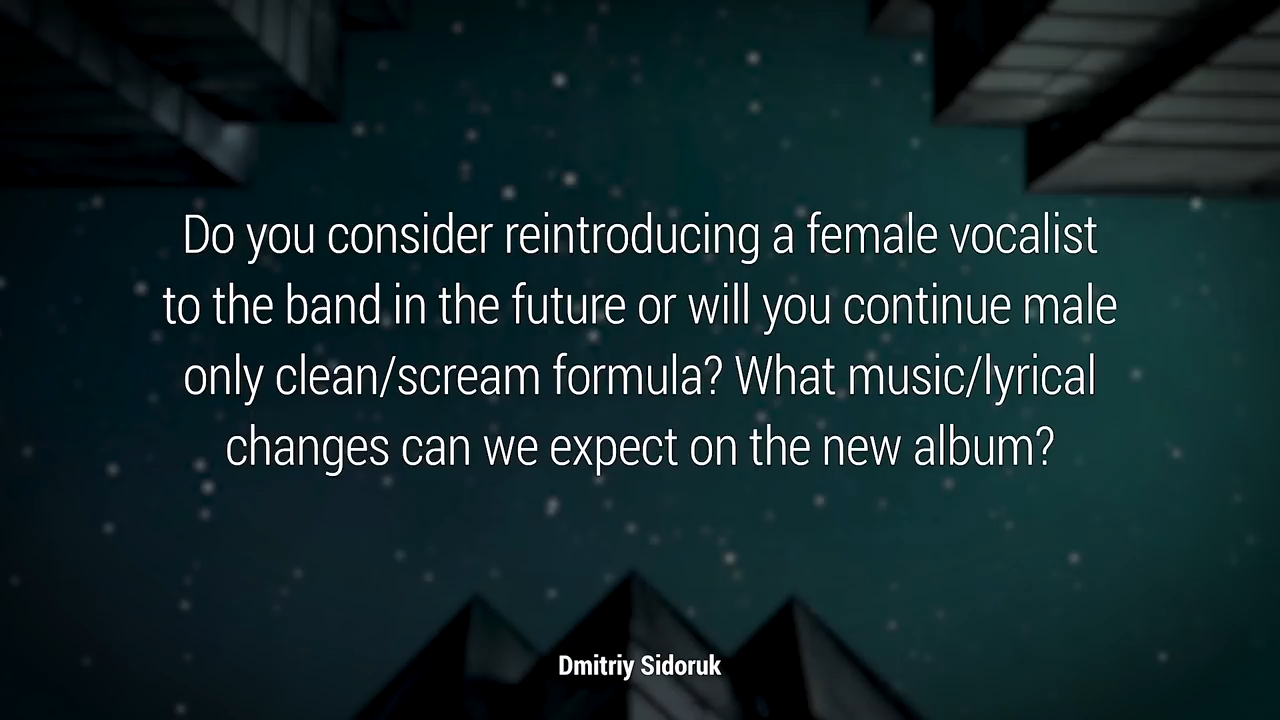 Do you consider reintroducing a female vocalist
to the band in the future or will you continue male
only clean/scream formula? What music/lyrical
changes can we expect on the new album?
Dmitriy Sidoruk